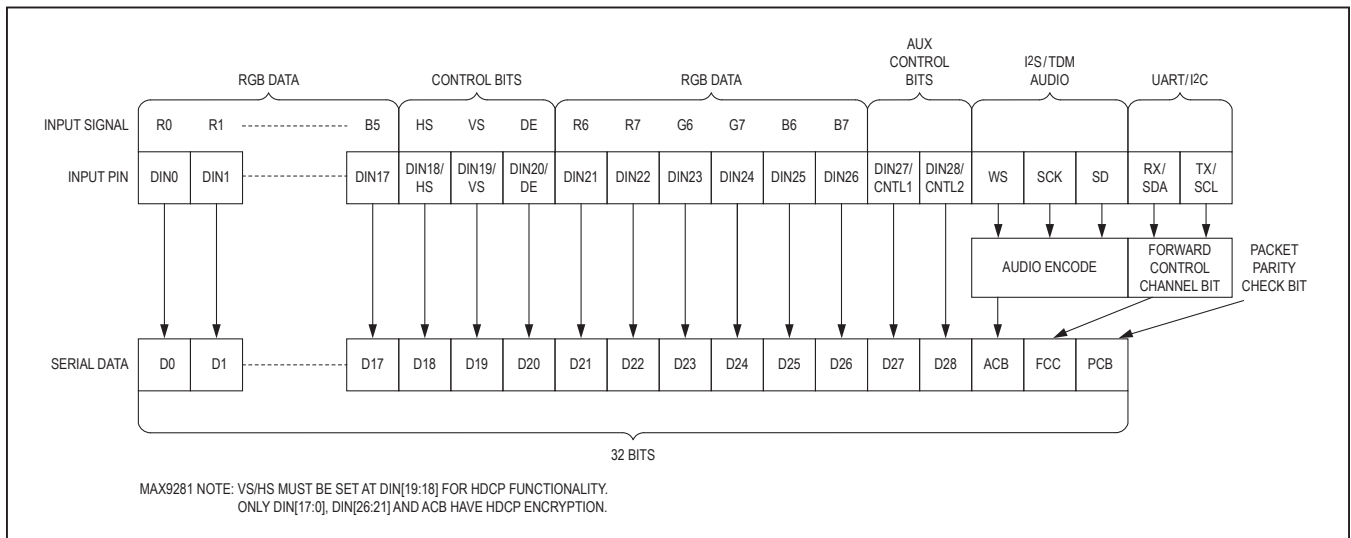 AUX
CONTROL
BITS
I2S/TDM
AUDIO
RGB DATA
CONTROL BITS
RGB DATA
UART/I2C
INPUT SIGNAL R0 R1 B5 HS VS DE R6 R7 G6 G7 B6 B7
INPUT PIN DIN0 DIN1 DIN17 DIN18/HS DIN19/VS DIN20/DE DIN21 DIN22 DIN23 DIN24 DIN25 DIN26 DIN27/CNTL1 DIN28/CNTL2 WS SCK SD RX/SDA TX/SCL
AUDIO ENCODE
FORWARD
CONTROL
CHANNEL BIT
PACKET
PARITY
CHECK BIT
SERIAL DATA D0 D1 D17 D18 D19 D20 D21 D22 D23 D24 D25 D26 D27 D28 ACB FCC PCB
32 BITS
MAX9281 NOTE: VS/HS MUST BE SET AT DIN[19:18] FOR HDCP FUNCTIONALITY.
ONLY DIN[17:0], DIN[26:21] AND ACB HAVE HDCP ENCRYPTION.